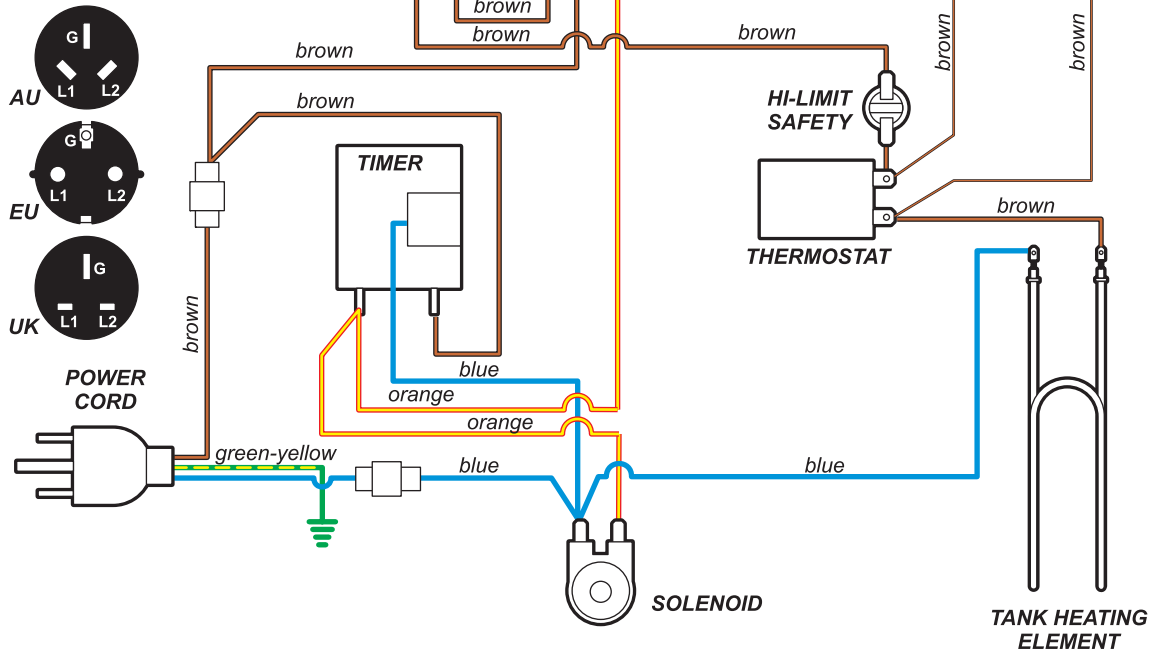 brown
brown
brown
brown
brown
brown
brown
G
L1 L2
AU
G
L1 L2
EU
G
L1 L2
UK
TIMER
HI-LIMIT
SAFETY
THERMOSTAT
brown
brown
POWER
CORD
blue
orange
orange
green-yellow
blue
blue
SOLENOID
TANK HEATING
ELEMENT